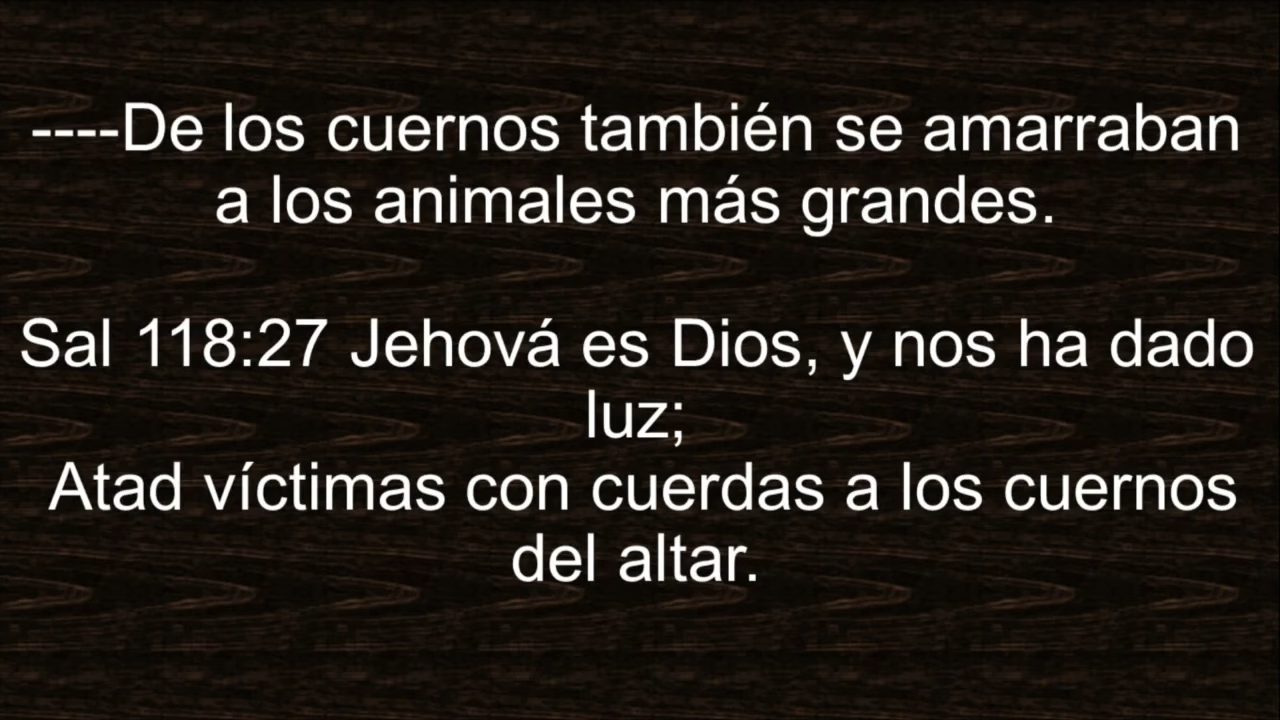 ----De los cuernos también se amarraban
a los animales más grandes.
Sal 118:27 Jehová es Dios, y nos ha dado
luz;
Atad víctimas con cuerdas a los cuernos
del altar.